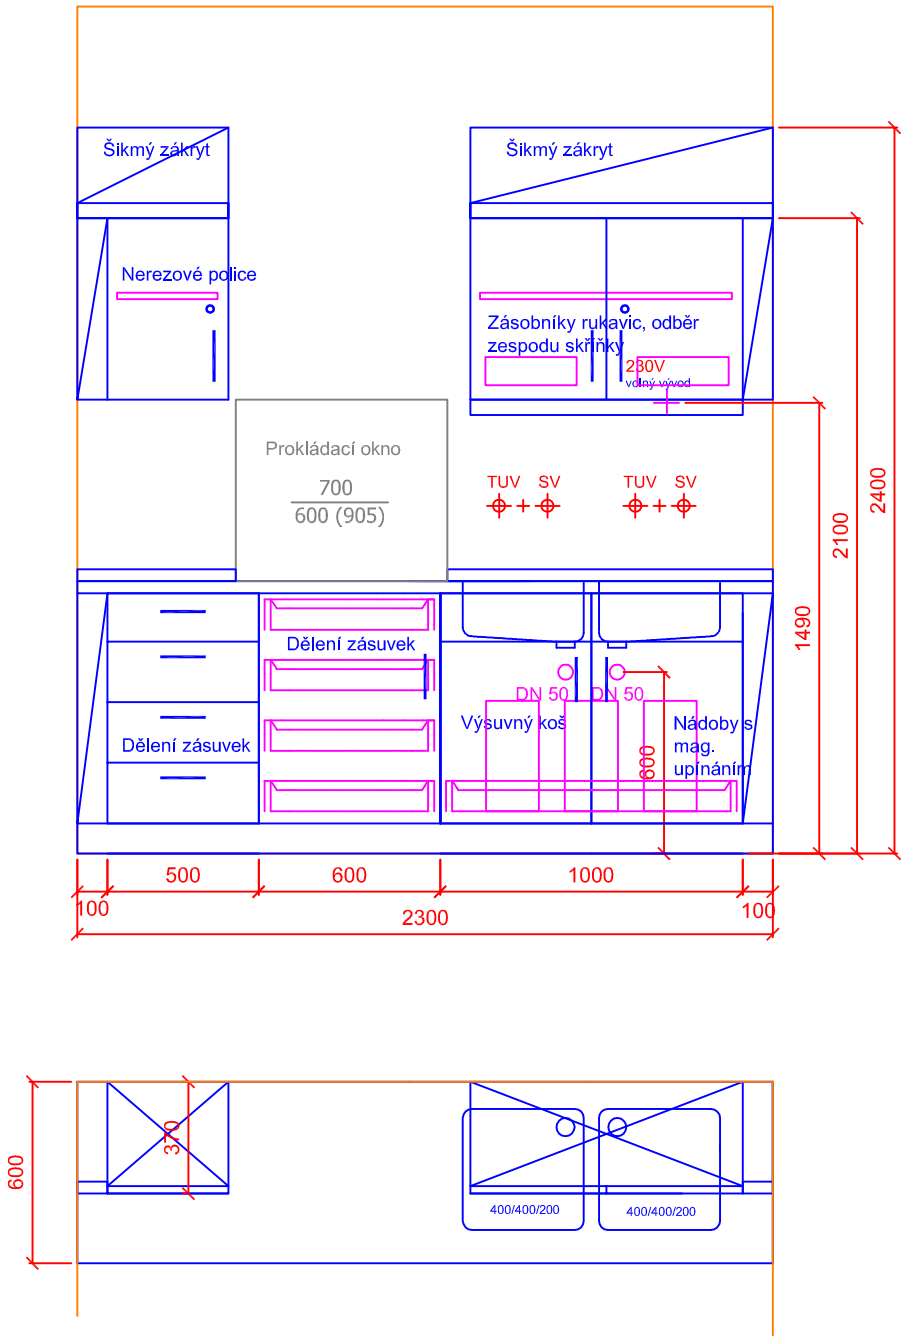 Šikmý zákryt
Šikmý zákryt
Nerezové police
Zásobníky rukavic, odběr
zespodu skříňky
230V
volný vývod
Prokládací okno
700
600 (905)
TUV SV
TUV SV
2400
2100
1490
Dělení zásuvek
DN 50
DN 50
Výsuvný koš
Nádoby s
mag.
upínáním
Dělení zásuvek
600
500
600
1000
100
100
2300
600
370
400/400/200
400/400/200